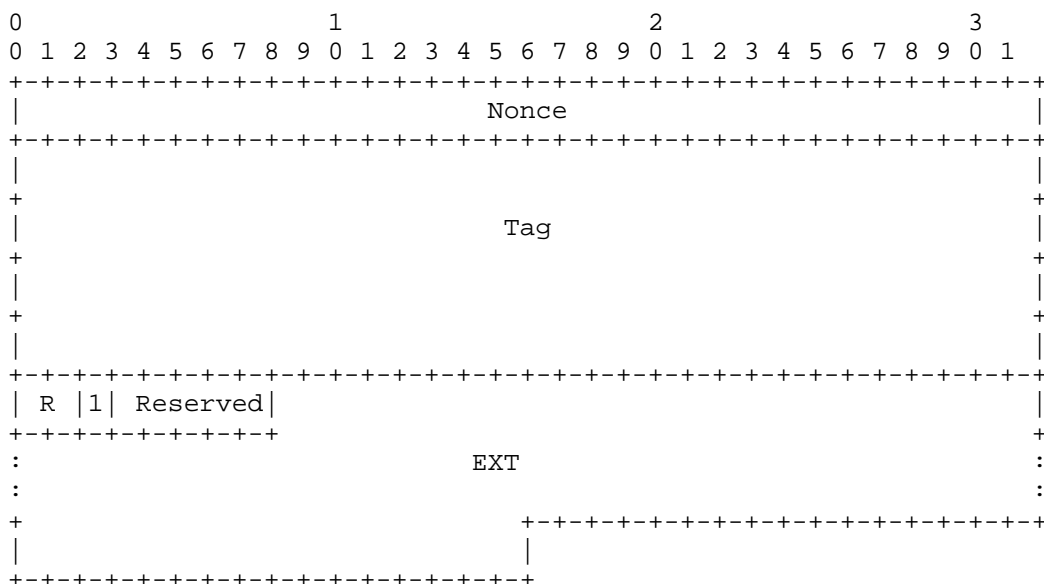 0                   1                   2                   3
0 1 2 3 4 5 6 7 8 9 0 1 2 3 4 5 6 7 8 9 0 1 2 3 4 5 6 7 8 9 0 1
+-+-+-+-+-+-+-+-+-+-+-+-+-+-+-+-+-+-+-+-+-+-+-+-+-+-+-+-+-+-+-+-+
|                             Nonce                             |
+-+-+-+-+-+-+-+-+-+-+-+-+-+-+-+-+-+-+-+-+-+-+-+-+-+-+-+-+-+-+-+-+
|                                                               |
+                                                               +
|                              Tag                              |
+                                                               +
|                                                               |
+                                                               +
|                                                               |
+-+-+-+-+-+-+-+-+-+-+-+-+-+-+-+-+-+-+-+-+-+-+-+-+-+-+-+-+-+-+-+-+
| R |1| Reserved|                                               |
+-+-+-+-+-+-+-+-+                                               +
:                            EXT                                :
:                                                               :
+                               +-+-+-+-+-+-+-+-+-+-+-+-+-+-+-+-+
|                               |
+-+-+-+-+-+-+-+-+-+-+-+-+-+-+-+-+